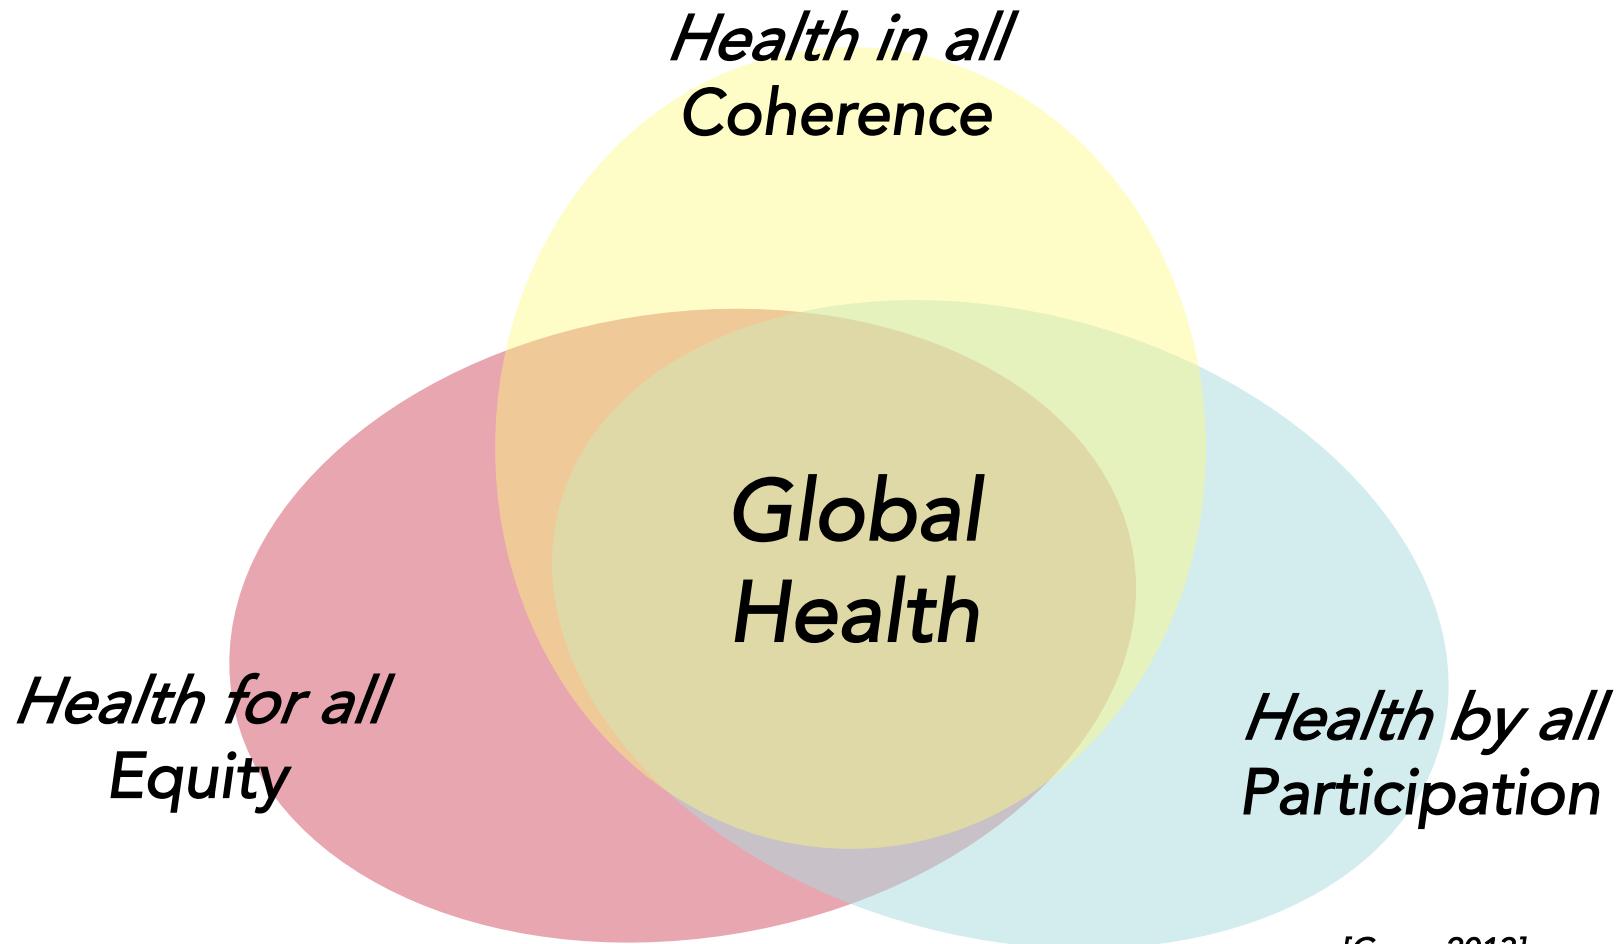 Health in all
Coherence
Global
Health
Health for all
Equity
Health by all
Participation